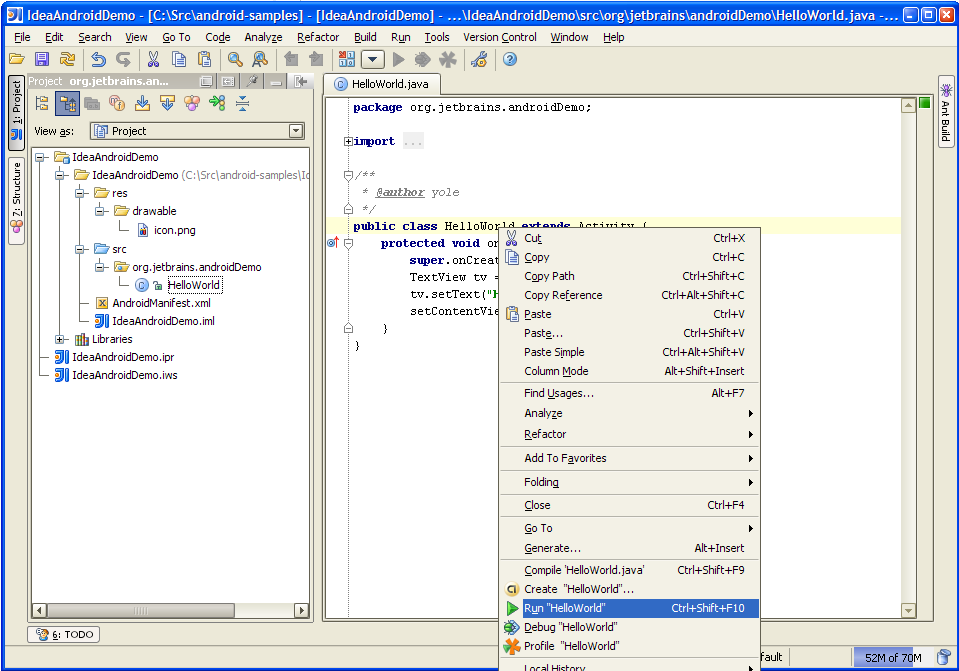 IdeaAndroidDemo - [C:\Src\android-samples] - [IdeaAndroidDemo] - ...\IdeaAndroidDemo\src\org\jetbrains\androidDemo\HelloWorld.java - ...
File Edit Search View Go To Code Analyze Refactor Build Run Tools Version Control Window Help
Project org.jetbrains.an...
HelloWorld.java
1: Project
7: Structure
Ant Build
View as: Project
IdeaAndroidDemo
IdeaAndroidDemo (C:\Src\android-samples\Id
res
drawable
icon.png
src
org.jetbrains.androidDemo
HelloWorld
AndroidManifest.xml
IdeaAndroidDemo.iml
Libraries
IdeaAndroidDemo.ipr
IdeaAndroidDemo.iws
package org.jetbrains.androidDemo;
import ...
/**
* @author yole
*/
public class HelloWorld extends Activity {
protected void on
super.onCreat
TextView tv =
tv.setText("H
setContentVie
}
}
Cut Ctrl+X
Copy Ctrl+C
Copy Path Ctrl+Shift+C
Copy Reference Ctrl+Alt+Shift+C
Paste Ctrl+V
Paste... Ctrl+Shift+V
Paste Simple Ctrl+Alt+Shift+V
Column Mode Alt+Shift+Insert
Find Usages... Alt+F7
Analyze
Refactor
Add To Favorites
Folding
Close Ctrl+F4
Go To
Generate... Alt+Insert
Compile 'HelloWorld.java' Ctrl+Shift+F9
Create "HelloWorld"...
Run "HelloWorld" Ctrl+Shift+F10
Debug "HelloWorld"
Profile "HelloWorld"
Local History
6: TODO
fault
52M of 70M